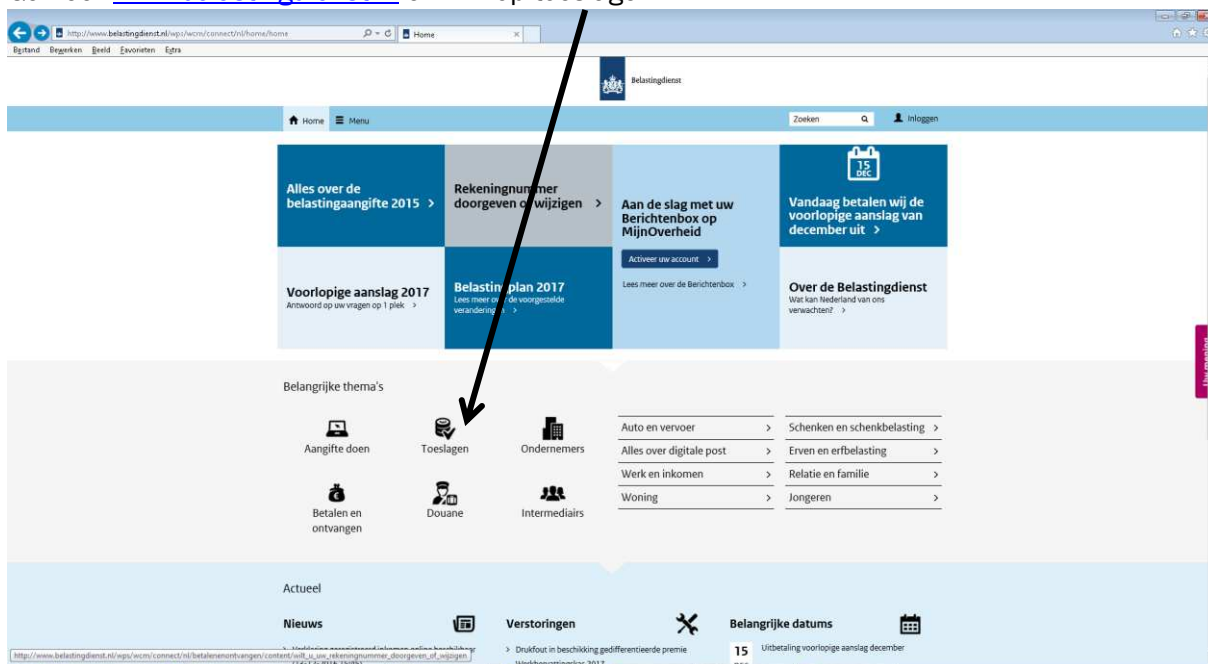 http://www.belastingdienst.nl/wps/wcm/connect/nl/home/home
Home
Bestand Bewerken Beeld Favorieten Extra
Belastingdienst
Home Menu
Zoeken
Inloggen
Alles over de
belastingaangifte 2015 >
Rekeningnummer
doorgeven of wijzigen >
Aan de slag met uw
Berichtenbox op
MijnOverheid
Activeer uw account >
Lees meer over de Berichtenbox >
15
DEC
Vandaag betalen wij de
voorlopige aanslag van
december uit >
Voorlopige aanslag 2017
Antwoord op uw vragen op 1 plek >
Belastingplan 2017
Lees meer over de voorgestelde
veranderingen >
Over de Belastingdienst
Wat kan Nederland van ons
verwachten? >
Uw mening
Belangrijke thema's
Aangifte doen
Toeslagen
Ondernemers
Betalen en
ontvangen
Douane
Intermediairs
Auto en vervoer >
Alles over digitale post >
Werk en inkomen >
Woning >
Schenken en schenkbelasting >
Erven en erfbelasting >
Relatie en familie >
Jongeren >
Actueel
Nieuws
Verstoringen
> Drukfout in beschikking gedifferentieerde premie
Belangrijke datums
15
Uitbetaling voorlopige aanslag december
http://www.belastingdienst.nl/wps/wcm/connect/nl/betalenenontvangen/content/wilt_u_uw_rekeningnummer_doorgeven_of_wijzigen